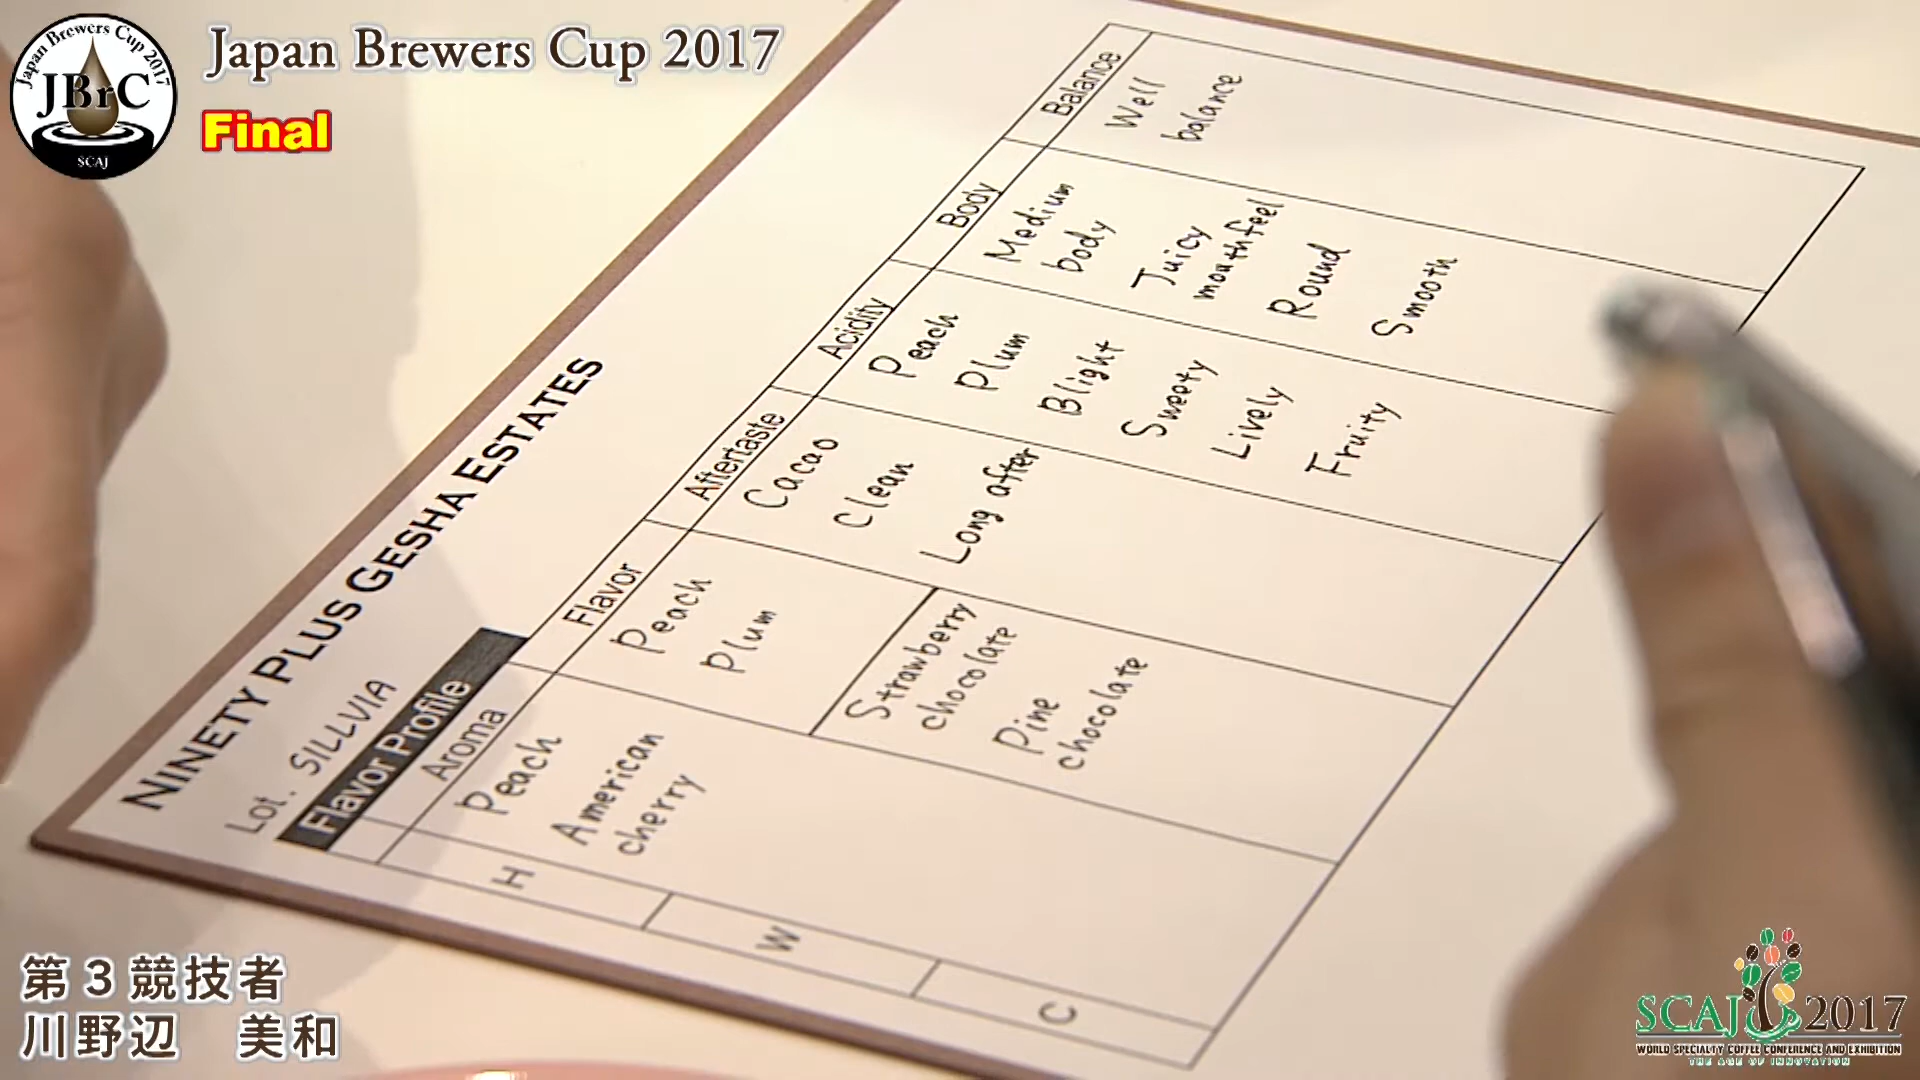 Japan Brewers Cup 2017
JBrC
SCAJ
Japan Brewers Cup 2017
Final
NINETY PLUS GESHA ESTATES
Lot. SILLVIA
Flavor Profile
Aroma
Flavor
Aftertaste
Acidity
Body
Balance
H
W
C
Peach
American
cherry
Peach
Plum
Strawberry
chocolate
Pine
chocolate
Cacao
Clean
Long after
Peach
Plum
Blight
Sweety
Lively
Fruity
Medium
body
Juicy
mouthfeel
Round
Smooth
Well
balance
第3競技者
川野辺 美和
SCAJ 2017
WORLD SPECIALTY COFFEE CONFERENCE AND EXHIBITION
THE AGE OF INNOVATION